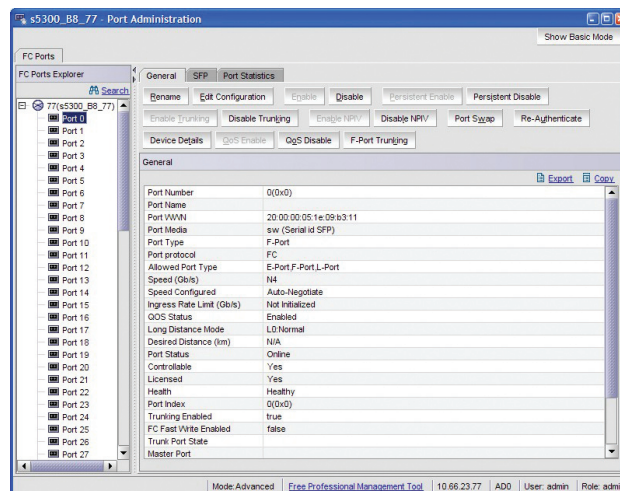 s5300_B8_77 - Port Administration
Show Basic Mode
FC Ports
FC Ports Explorer
Search
77(s5300_B8_77)
Port 0
Port 1
Port 2
Port 3
Port 4
Port 5
Port 6
Port 7
Port 8
Port 9
Port 10
Port 11
Port 12
Port 13
Port 14
Port 15
Port 16
Port 17
Port 18
Port 19
Port 20
Port 21
Port 22
Port 23
Port 24
Port 25
Port 26
Port 27
General SFP Port Statistics
Rename Edit Configuration Enable Disable Persistent Enable Persistent Disable
Enable Trunking Disable Trunking Enable NPIV Disable NPIV Port Swap Re-Authenticate
Device Details QoS Enable QoS Disable F-Port Trunking
General
Export Copy
Port Number 0(0x0)
Port Name
Port WWN 20:00:00:05:1e:09:b3:11
Port Media sw (Serial id SFP)
Port Type F-Port
Port protocol FC
Allowed Port Type E-Port,F-Port,L-Port
Speed (Gb/s) N4
Speed Configured Auto-Negotiate
Ingress Rate Limit (Gb/s) Not Initialized
QOS Status Enabled
Long Distance Mode L0:Normal
Desired Distance (km) N/A
Port Status Online
Controllable Yes
Licensed Yes
Health Healthy
Port Index 0(0x0)
Trunking Enabled true
FC Fast Write Enabled false
Trunk Port State
Master Port
Mode:Advanced Free Professional Management Tool 10.66.23.77 AD0 User: admin Role: admi